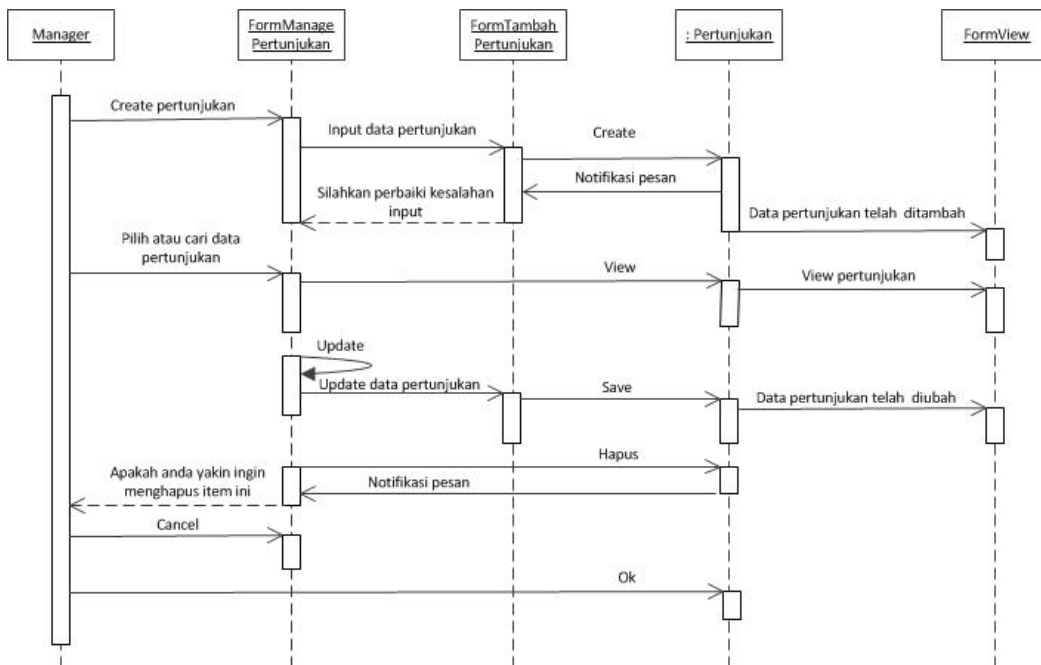 Manager
FormManage
Pertunjukan
FormTambah
Pertunjukan
: Pertunjukan
FormView
Create pertunjukan
Input data pertunjukan
Create
Notifikasi pesan
Silahkan perbaiki kesalahan
input
Data pertunjukan telah ditambah
Pilih atau cari data
pertunjukan
View
View pertunjukan
Update
Update data pertunjukan
Save
Data pertunjukan telah diubah
Hapus
Apakah anda yakin ingin
menghapus item ini
Notifikasi pesan
Cancel
Ok